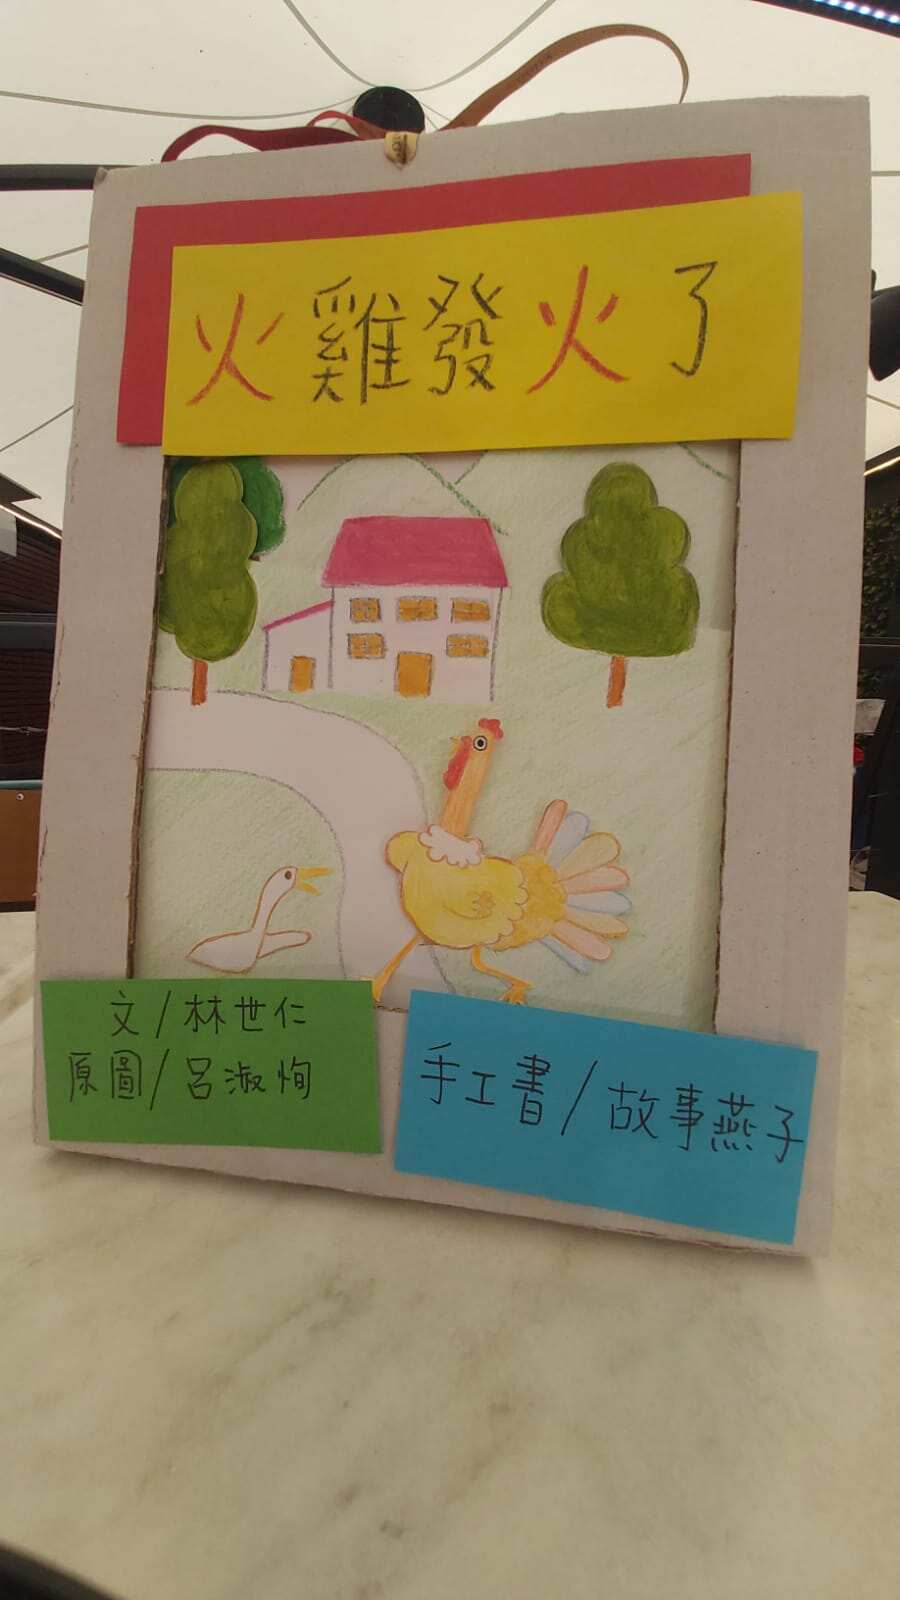 火雞發火了
文/林世仁
原圖/呂淑恂
手工書/故事燕子